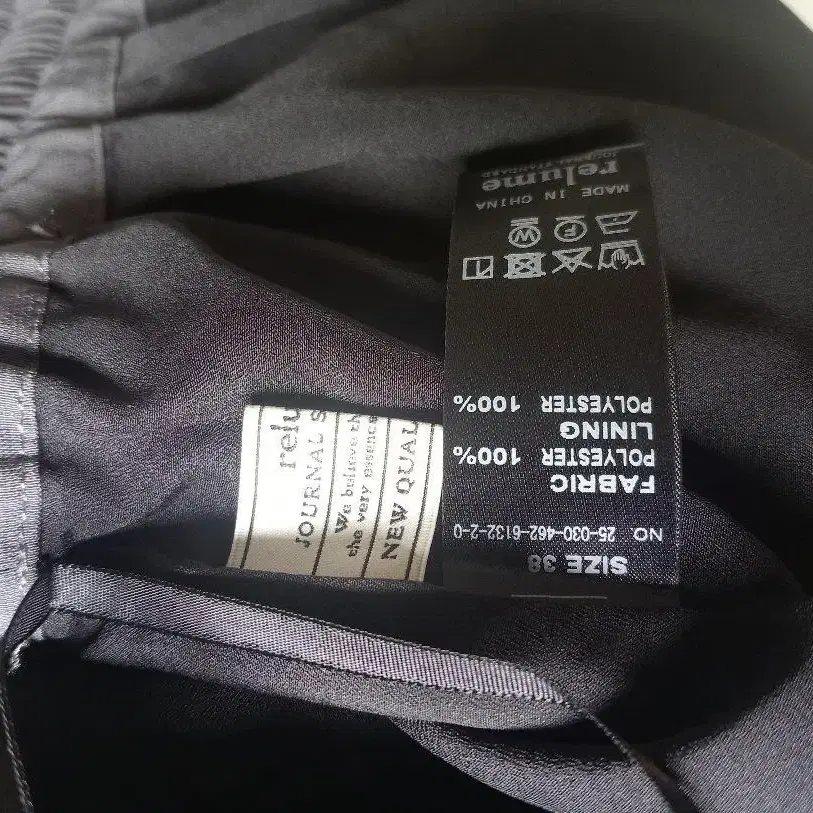 SIZE 38
NO 25-030-462-6132-2-0
FABRIC
POLYESTER 100%
LINING
POLYESTER 100%
W
F
MADE IN CHINA
relume
JOURNAL STANDARD
relu
JOURNAL S
We believe th
the very essence
NEW QUAL